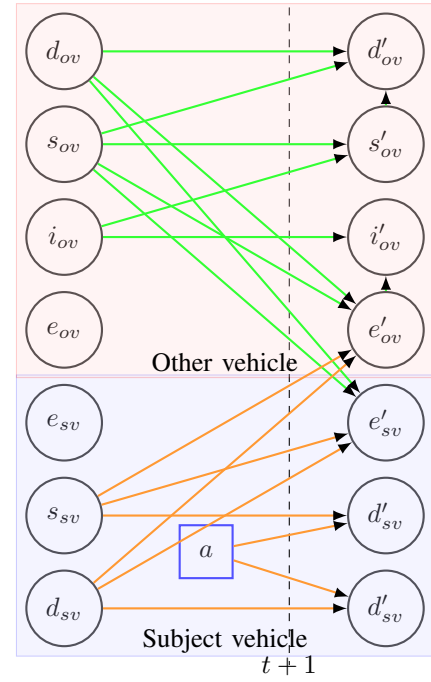 d_ov d′_ov
s_ov s′_ov
i_ov i′_ov
e_ov e′_ov
Other vehicle
e_sv e′_sv
s_sv d′_sv
a
d_sv d′_sv
Subject vehicle
t + 1